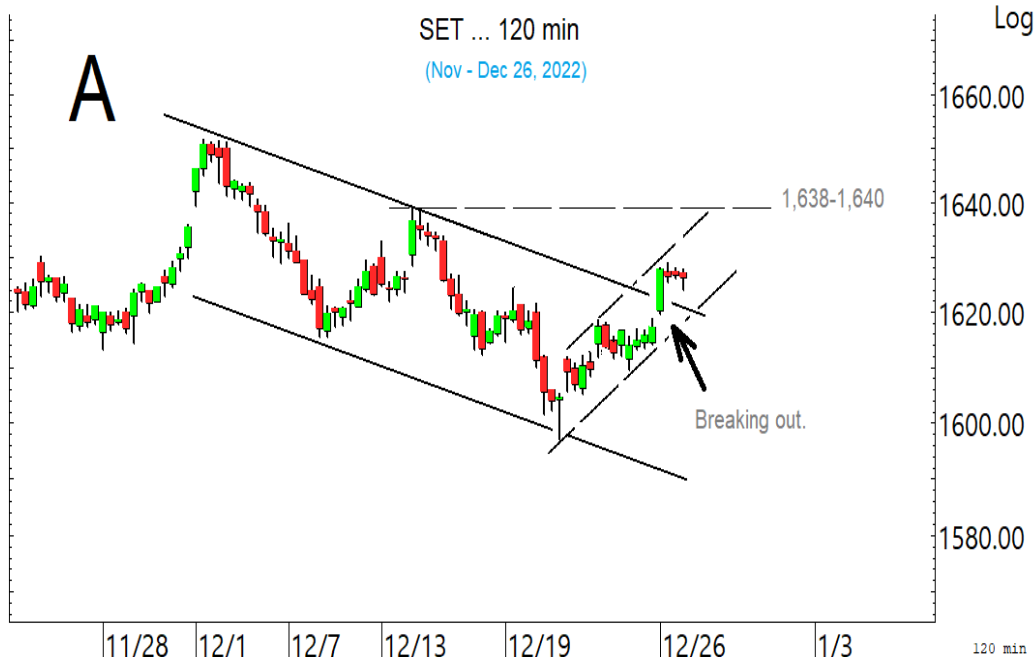 Log
SET ... 120 min
(Nov - Dec 26, 2022)
A
1660.00
1,638-1,640
1640.00
1620.00
Breaking out.
1600.00
1580.00
11/28 12/1 12/7 12/13 12/19 12/26 1/3
120 min